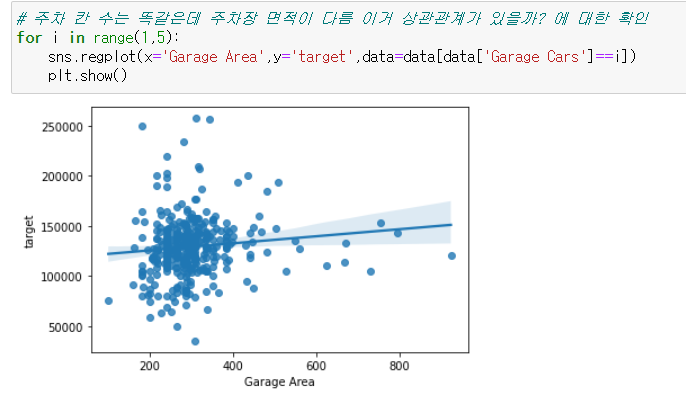 # 주차 칸 수는 똑같은데 주차장 면적이 다름 이거 상관관계가 있을까? 에 대한 확인
for i in range(1,5):
    sns.regplot(x='Garage Area',y='target',data=data[data['Garage Cars']==i])
    plt.show()
250000
200000
150000
100000
50000
target
200 400 600 800
Garage Area